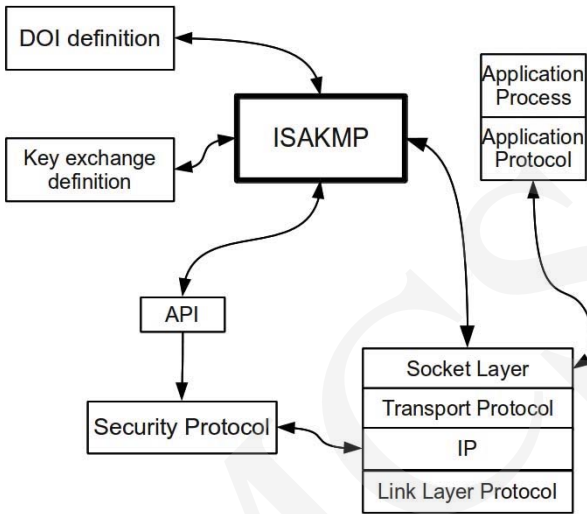 DOI definition
ISAKMP
Key exchange
definition
Application
Process
Application
Protocol
API
Security Protocol
Socket Layer
Transport Protocol
IP
Link Layer Protocol